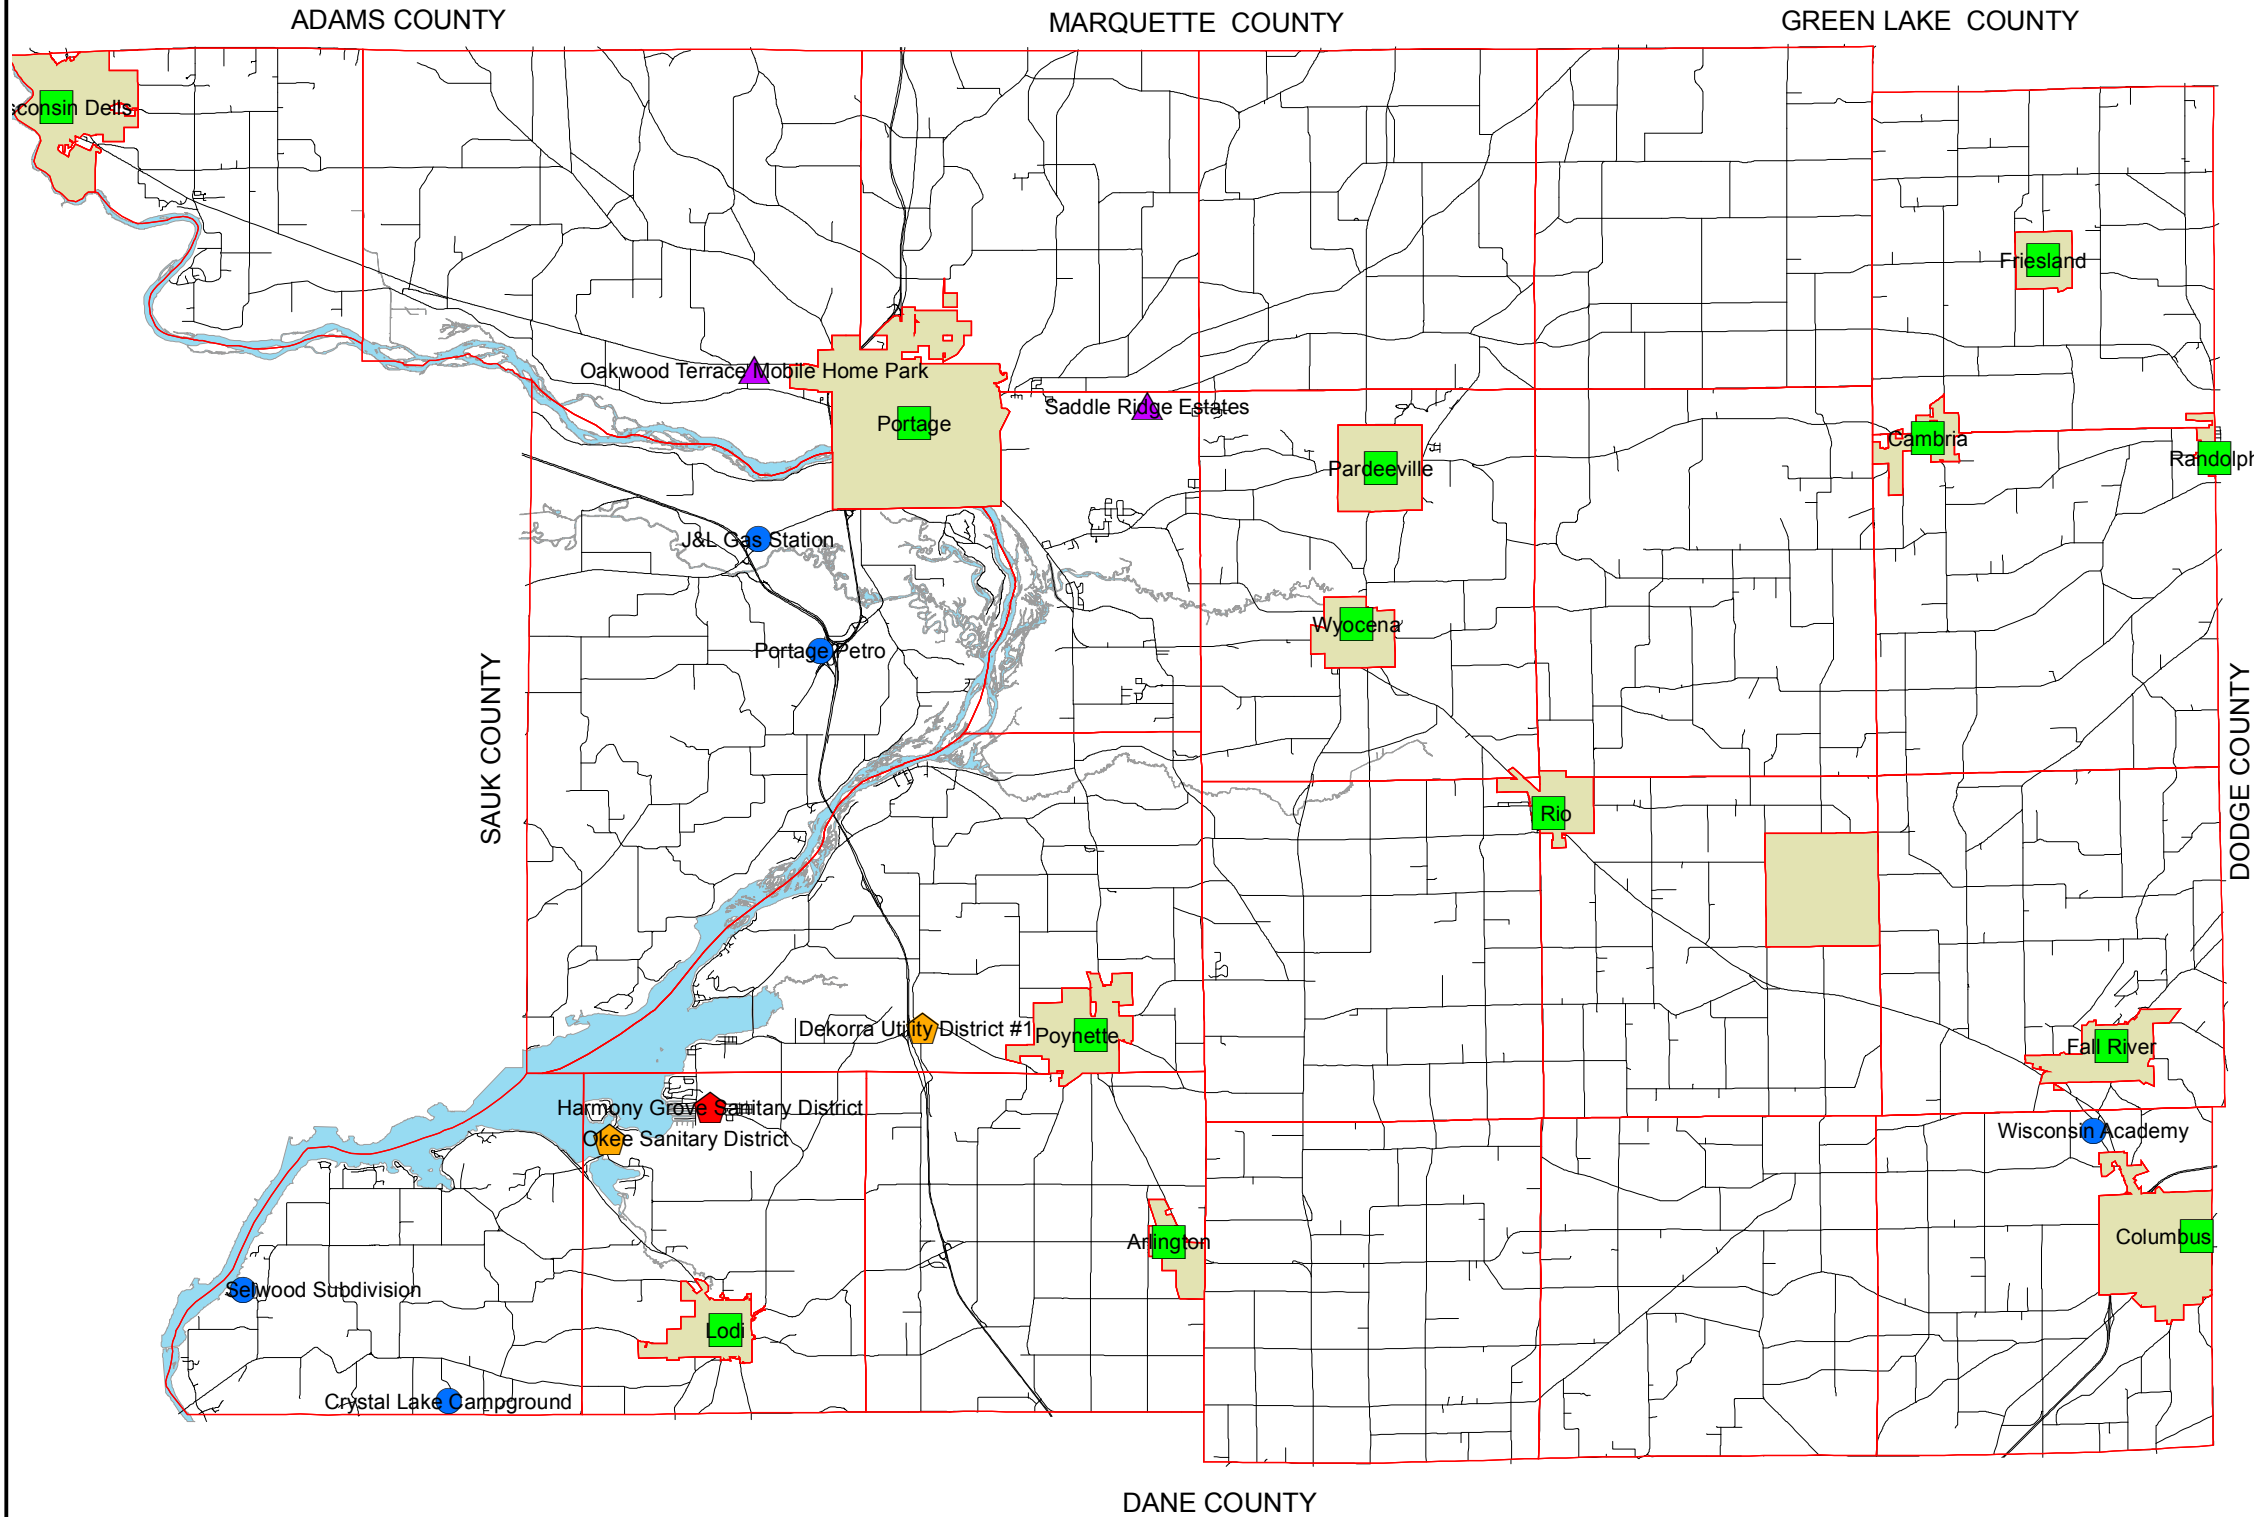 ADAMS COUNTY
MARQUETTE COUNTY
GREEN LAKE COUNTY
sconsin Dells
Friesland
Oakwood Terrace Mobile Home Park
Saddle Ridge Estates
Portage
Cambria
Pardeeville
Randolph
J&L Gas Station
Wyocena
Portage Petro
SAUK COUNTY
DODGE COUNTY
Rio
Dekorra Utility District #1
Poynette
Fall River
Harmony Grove Sanitary District
Okee Sanitary District
Wisconsin Academy
Arlington
Columbus
Selwood Subdivision
Lodi
Crystal Lake Campground
DANE COUNTY